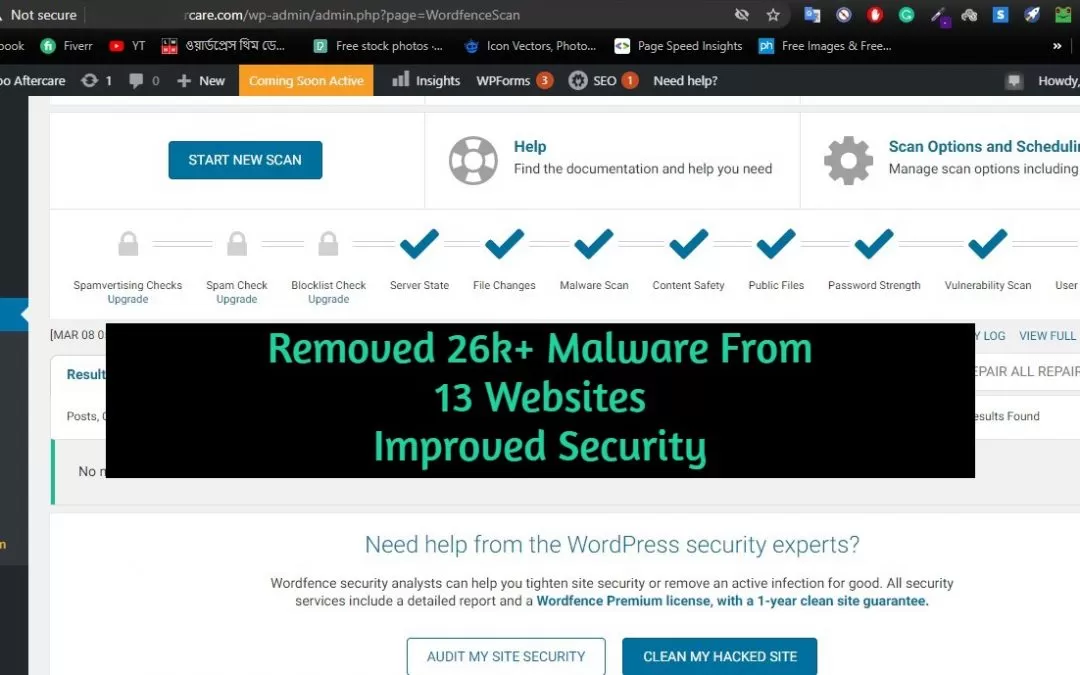 Not secure
rcare.com/wp-admin/admin.php?page=WordfenceScan
ook Fiverr YT ওয়ার্ডপ্রেস থিম ডে... Free stock photos -... Icon Vectors, Photo... Page Speed Insights Free Images & Free... »
oo Aftercare 1 0 New Coming Soon Active Insights WPForms 3 SEO 1 Need help? Howdy,
START NEW SCAN
Help
Find the documentation and help you need
Scan Options and Scheduli
Manage scan options including
Spamvertising Checks
Upgrade
Spam Check
Upgrade
Blocklist Check
Upgrade
Server State
File Changes
Malware Scan
Content Safety
Public Files
Password Strength
Vulnerability Scan
User
[MAR 08 0
Y LOG VIEW FULL
Removed 26k+ Malware From
13 Websites
Improved Security
Result
EPAIR ALL REPAIR
Posts,
esults Found
No
Need help from the WordPress security experts?
Wordfence security analysts can help you tighten site security or remove an active infection for good. All security
services include a detailed report and a Wordfence Premium license, with a 1-year clean site guarantee.
AUDIT MY SITE SECURITY
CLEAN MY HACKED SITE